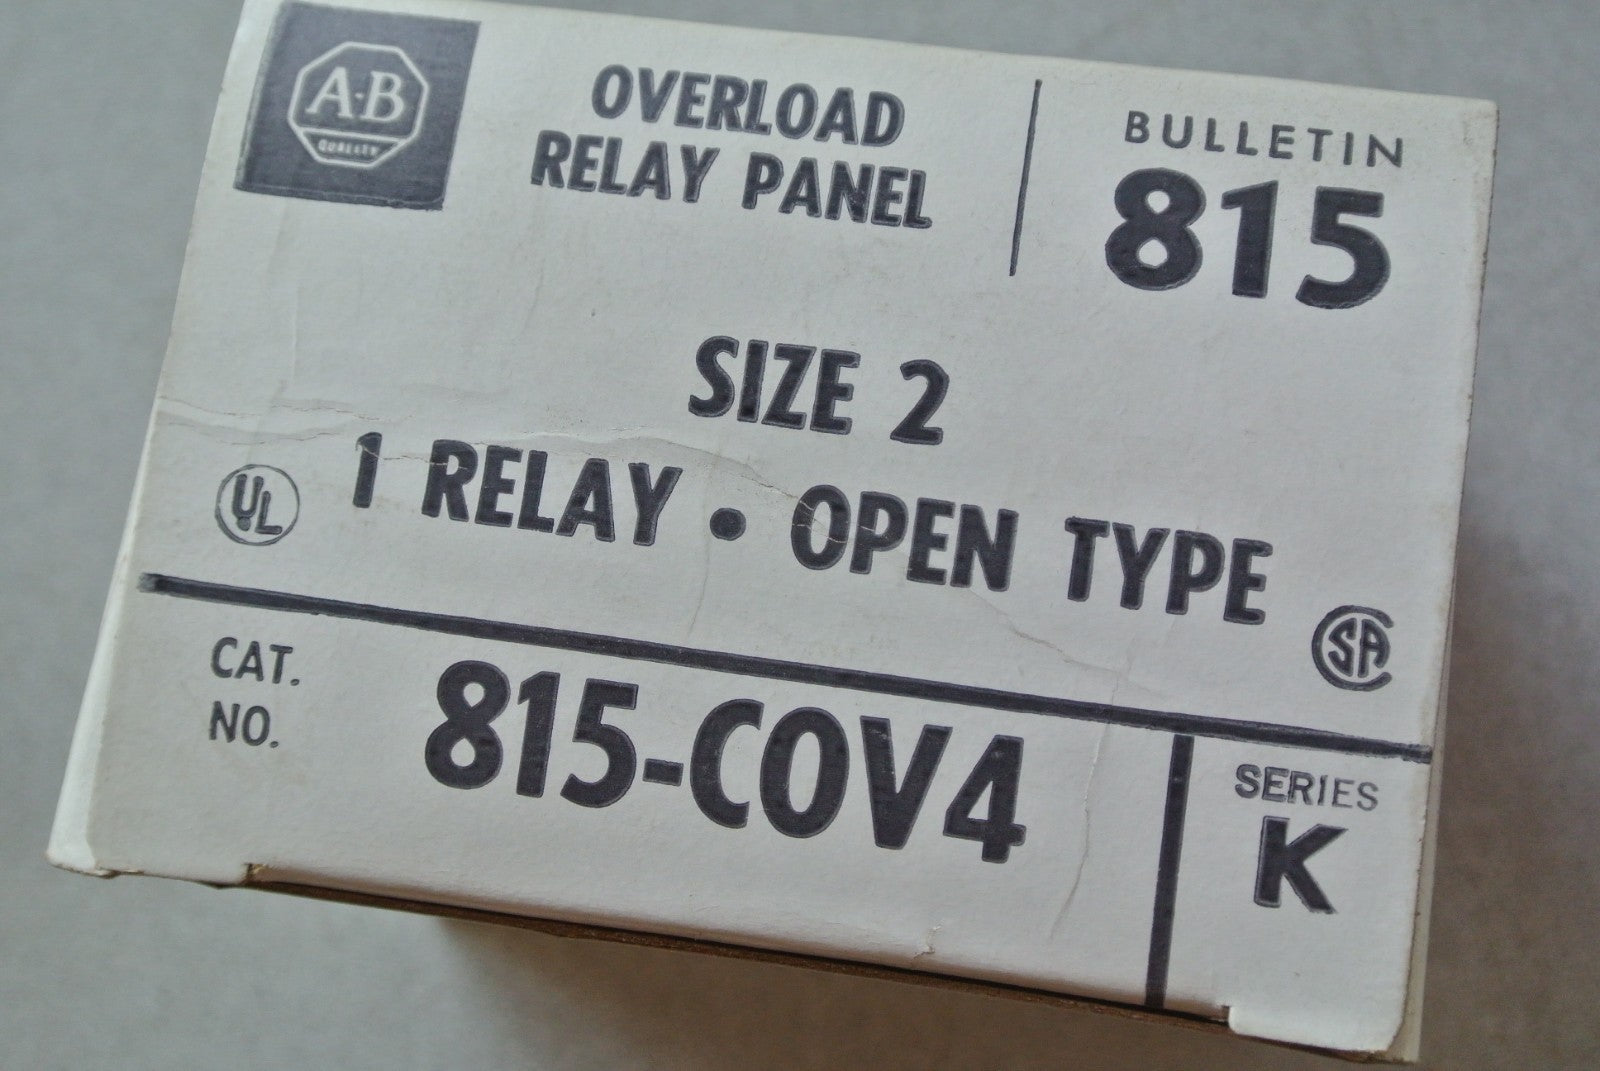 A-B
QUALITY
OVERLOAD
RELAY PANEL
BULLETIN
815
SIZE 2
1 RELAY • OPEN TYPE
UL
SA
CAT.
NO.
815-COV4
SERIES
K